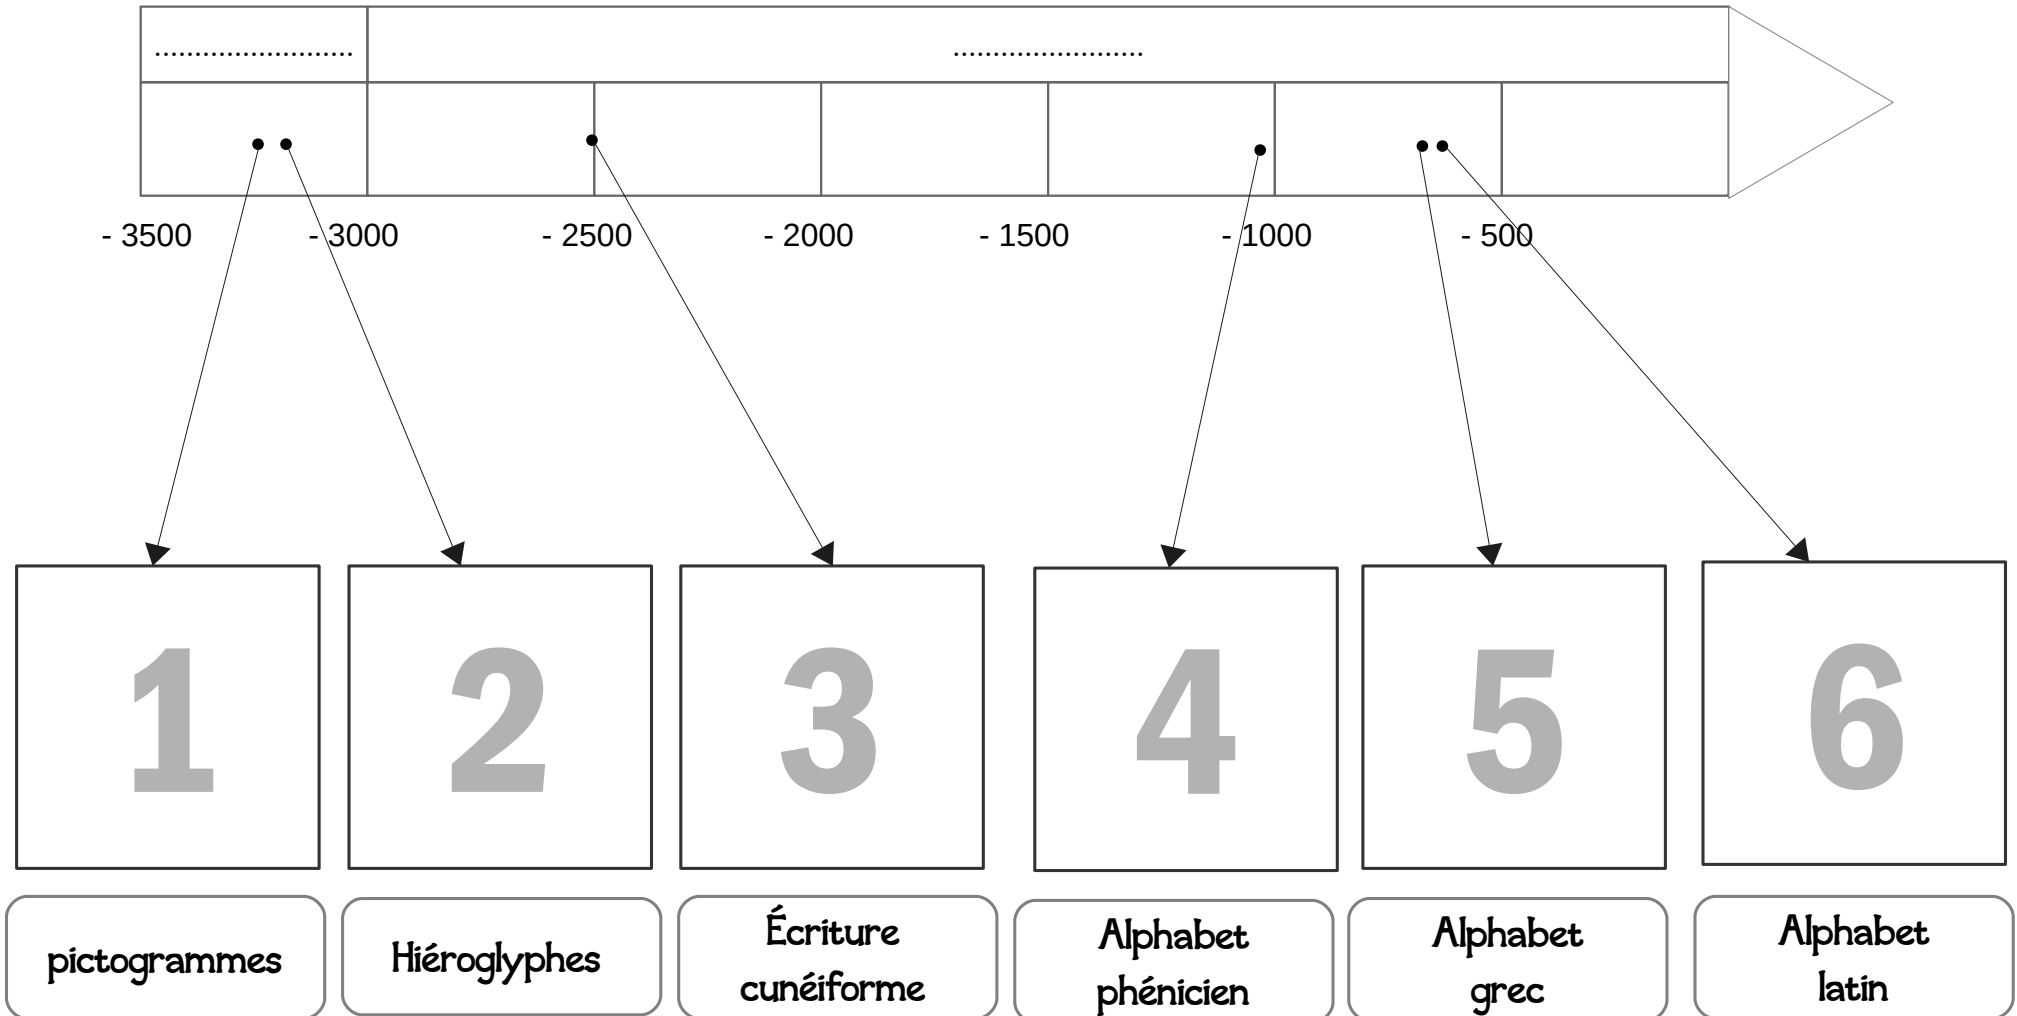 ......................... ........................
- 3500 - 3000 - 2500 - 2000 - 1500 - 1000 - 500
1 2 3 4 5 6
pictogrammes
Hiéroglyphes
Écriture
cunéiforme
Alphabet
phénicien
Alphabet
grec
Alphabet
latin